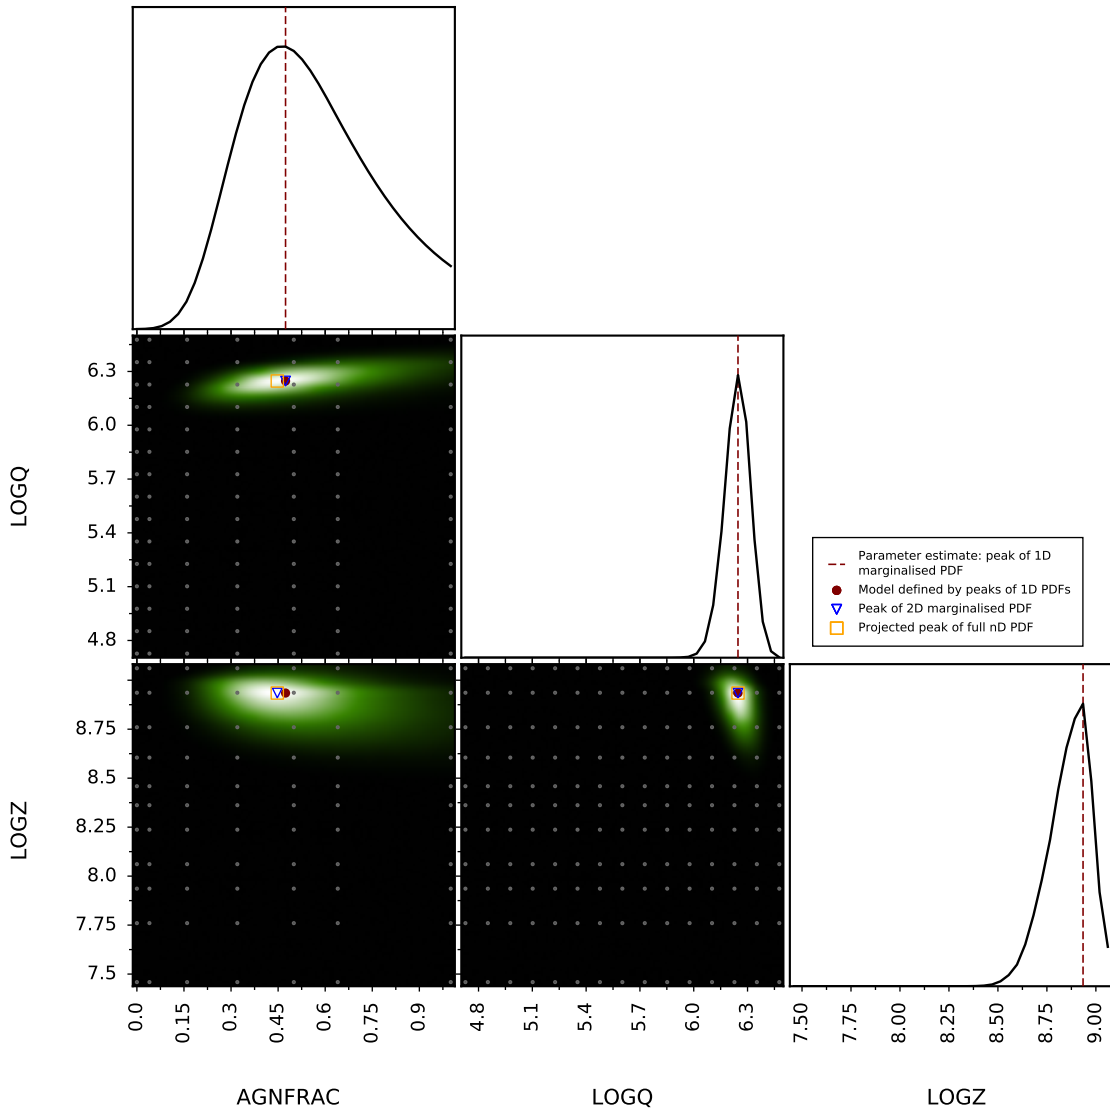 6.3
6.0
5.7
5.4
5.1
4.8
LOGQ
Parameter estimate: peak of 1D
marginalised PDF
Model defined by peaks of 1D PDFs
Peak of 2D marginalised PDF
Projected peak of full nD PDF
8.75
8.5
8.25
8.0
7.75
7.5
LOGZ
0.0 0.15 0.3 0.45 0.6 0.75 0.9
4.8 5.1 5.4 5.7 6.0 6.3
7.50 7.75 8.00 8.25 8.50 8.75 9.00
AGNFRAC LOGQ LOGZ